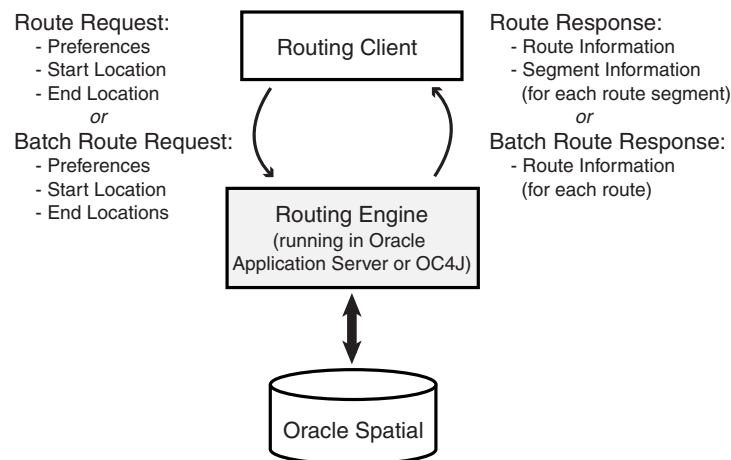 Route Request:
- Preferences
- Start Location
- End Location
or
Batch Route Request:
- Preferences
- Start Location
- End Locations
Routing Client
Route Response:
- Route Information
- Segment Information
(for each route segment)
or
Batch Route Response:
- Route Information
(for each route)
Routing Engine
(running in Oracle
Application Server or OC4J)
Oracle Spatial